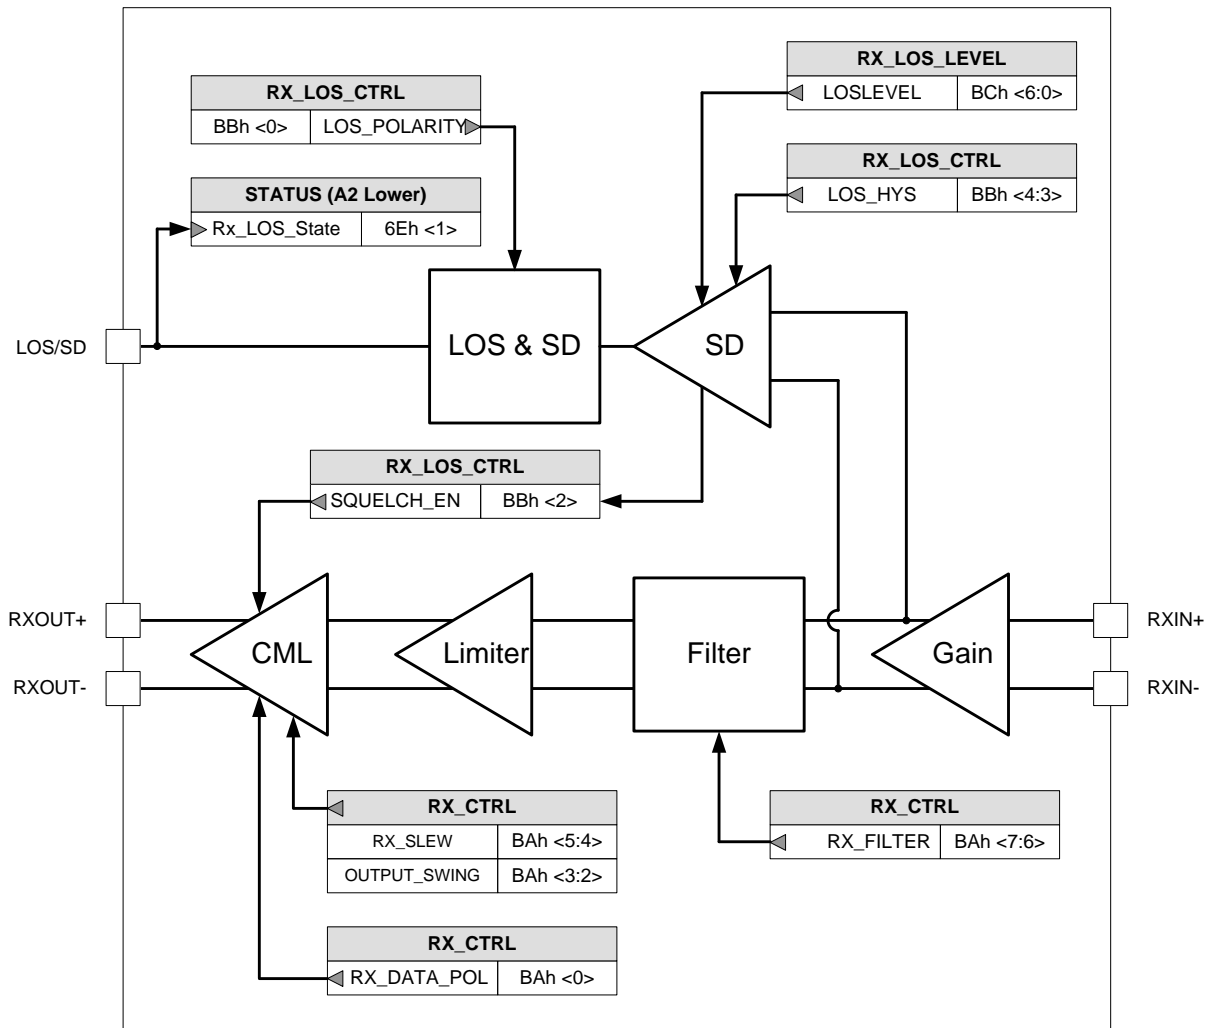 RX_LOS_LEVEL
LOSLEVEL BCh <6:0>
RX_LOS_CTRL
BBh <0> LOS_POLARITY
RX_LOS_CTRL
LOS_HYS BBh <4:3>
STATUS (A2 Lower)
Rx_LOS_State 6Eh <1>
LOS/SD
LOS & SD
SD
RX_LOS_CTRL
SQUELCH_EN BBh <2>
RXOUT+
RXOUT-
CML
Limiter
Filter
Gain
RXIN+
RXIN-
RX_CTRL
RX_SLEW BAh <5:4>
OUTPUT_SWING BAh <3:2>
RX_CTRL
RX_FILTER BAh <7:6>
RX_CTRL
RX_DATA_POL BAh <0>